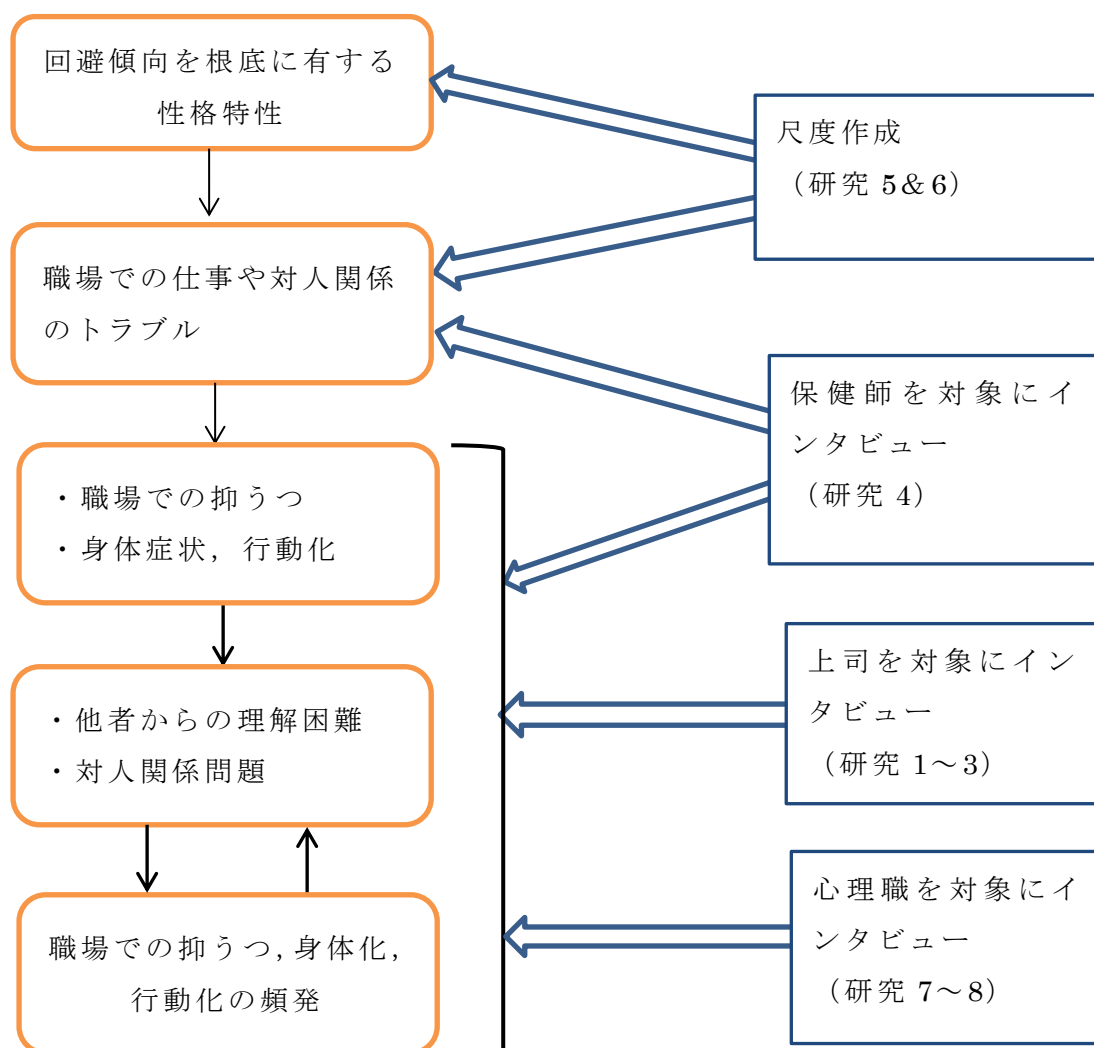 回避傾向を根底に有する
性格特性
職場での仕事や対人関係
のトラブル
・職場での抑うつ
・身体症状，行動化
・他者からの理解困難
・対人関係問題
職場での抑うつ，身体化，
行動化の頻発
尺度作成
（研究 5＆6）
保健師を対象にイ
ンタビュー
（研究 4）
上司を対象にイン
タビュー
（研究 1～3）
心理職を対象にイ
ンタビュー
（研究 7～8）